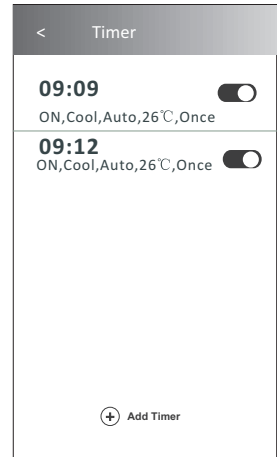 < Timer
09:09
ON,Cool,Auto,26℃,Once
09:12
ON,Cool,Auto,26℃,Once
+ Add Timer